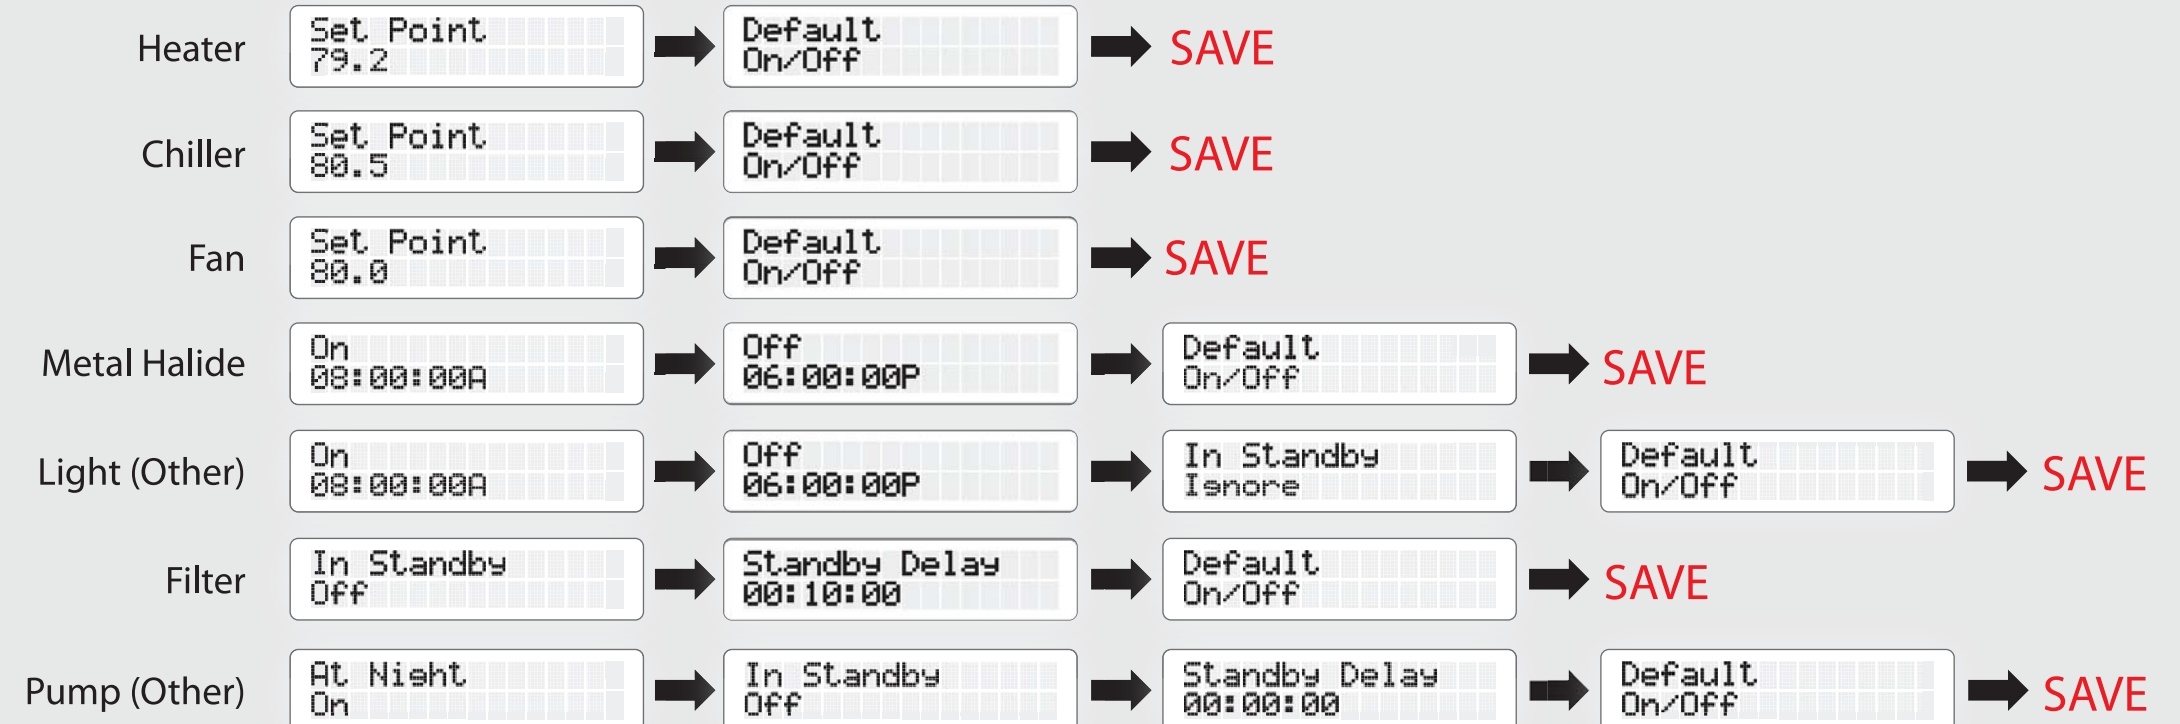 Heater
Set Point
79.2
Default
On/Off
SAVE
Chiller
Set Point
80.5
Default
On/Off
SAVE
Fan
Set Point
80.0
Default
On/Off
SAVE
Metal Halide
On
08:00:00A
Off
06:00:00P
Default
On/Off
SAVE
Light (Other)
On
08:00:00A
Off
06:00:00P
In Standby
Ignore
Default
On/Off
SAVE
Filter
In Standby
Off
Standby Delay
00:10:00
Default
On/Off
SAVE
Pump (Other)
At Night
On
In Standby
Off
Standby Delay
00:00:00
Default
On/Off
SAVE